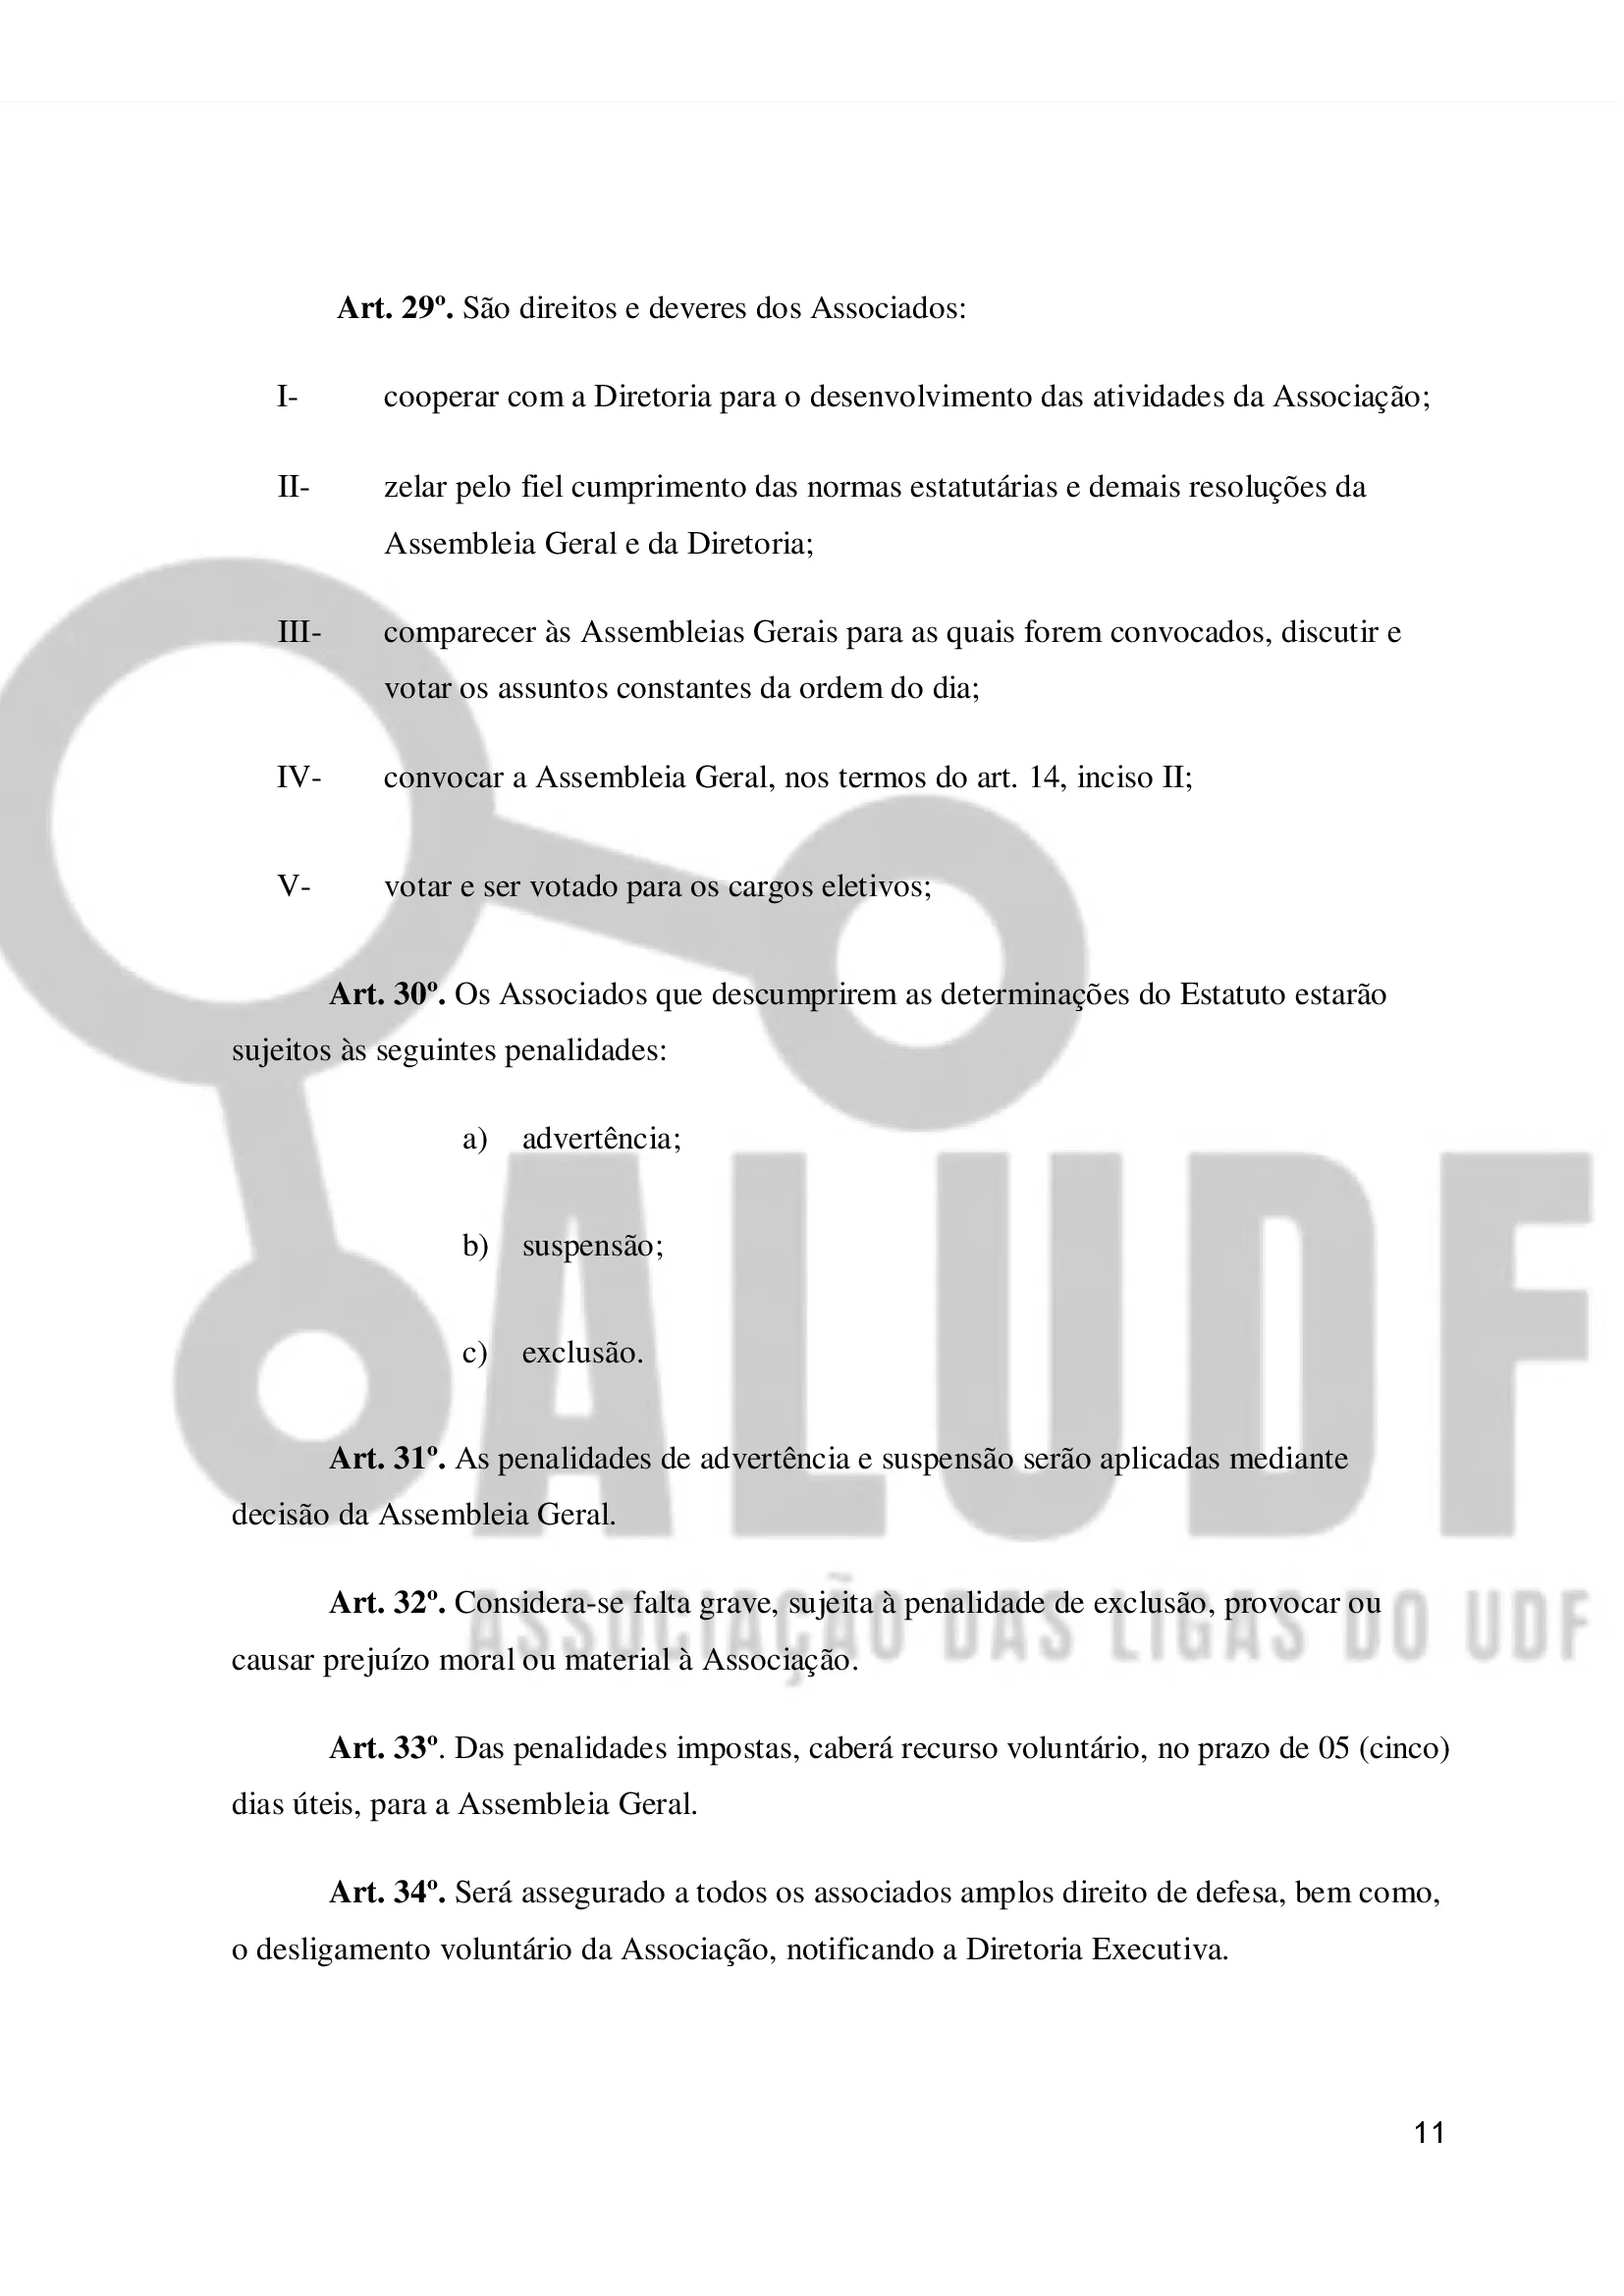 Art. 29º. São direitos e deveres dos Associados:
I- cooperar com a Diretoria para o desenvolvimento das atividades da Associação;
II- zelar pelo fiel cumprimento das normas estatutárias e demais resoluções da
Assembleia Geral e da Diretoria;
III- comparecer às Assembleias Gerais para as quais forem convocados, discutir e
votar os assuntos constantes da ordem do dia;
IV- convocar a Assembleia Geral, nos termos do art. 14, inciso II;
V- votar e ser votado para os cargos eletivos;
Art. 30º. Os Associados que descumprirem as determinações do Estatuto estarão
sujeitos às seguintes penalidades:
a) advertência;
b) suspensão;
c) exclusão.
ALUDF
Art. 31º. As penalidades de advertência e suspensão serão aplicadas mediante
decisão da Assembleia Geral.
Art. 32º. Considera-se falta grave, sujeita à penalidade de exclusão, provocar ou
ASSOCIAÇÃO DAS LIGAS DO UDF
causar prejuízo moral ou material à Associação.
Art. 33º. Das penalidades impostas, caberá recurso voluntário, no prazo de 05 (cinco)
dias úteis, para a Assembleia Geral.
Art. 34º. Será assegurado a todos os associados amplos direito de defesa, bem como,
o desligamento voluntário da Associação, notificando a Diretoria Executiva.
11